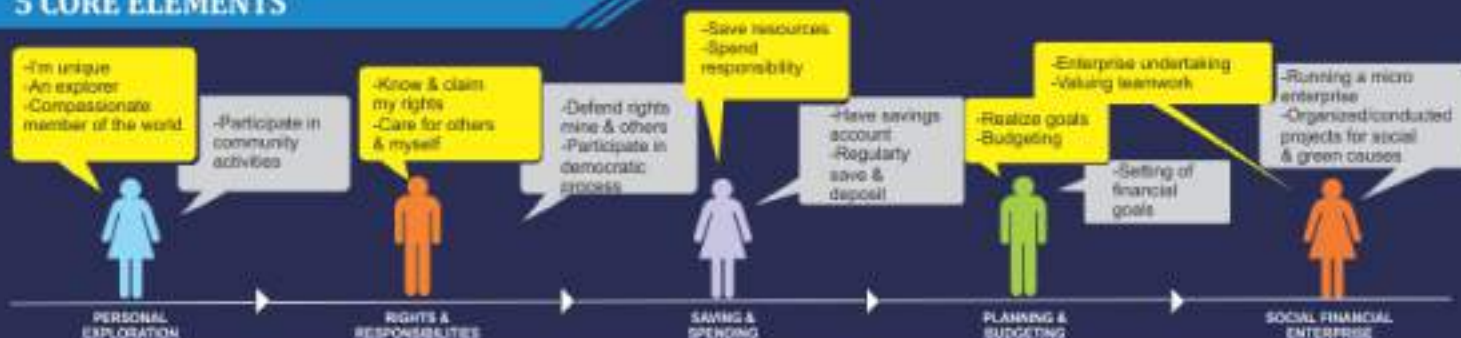 5 CORE ELEMENTS
-I'm unique
-An explorer
-Compassionate
member of the world
-Participate in
community
activities
-Know & claim
my rights
-Care for others
& myself
-Defend rights
mine & others
-Participate in
democratic
process
-Save resources
-Spend
responsibility
-Have savings
account
-Regularly
save &
deposit
-Realize goals
-Budgeting
-Setting of
financial
goals
-Enterprise undertaking
-Valuing teamwork
-Running a micro
enterprise
-Organized/conducted
projects for social
& green causes
PERSONAL
EXPLORATION
RIGHTS &
RESPONSIBILITIES
SAVING &
SPENDING
PLANNING &
BUDGETING
SOCIAL FINANCIAL
ENTERPRISE